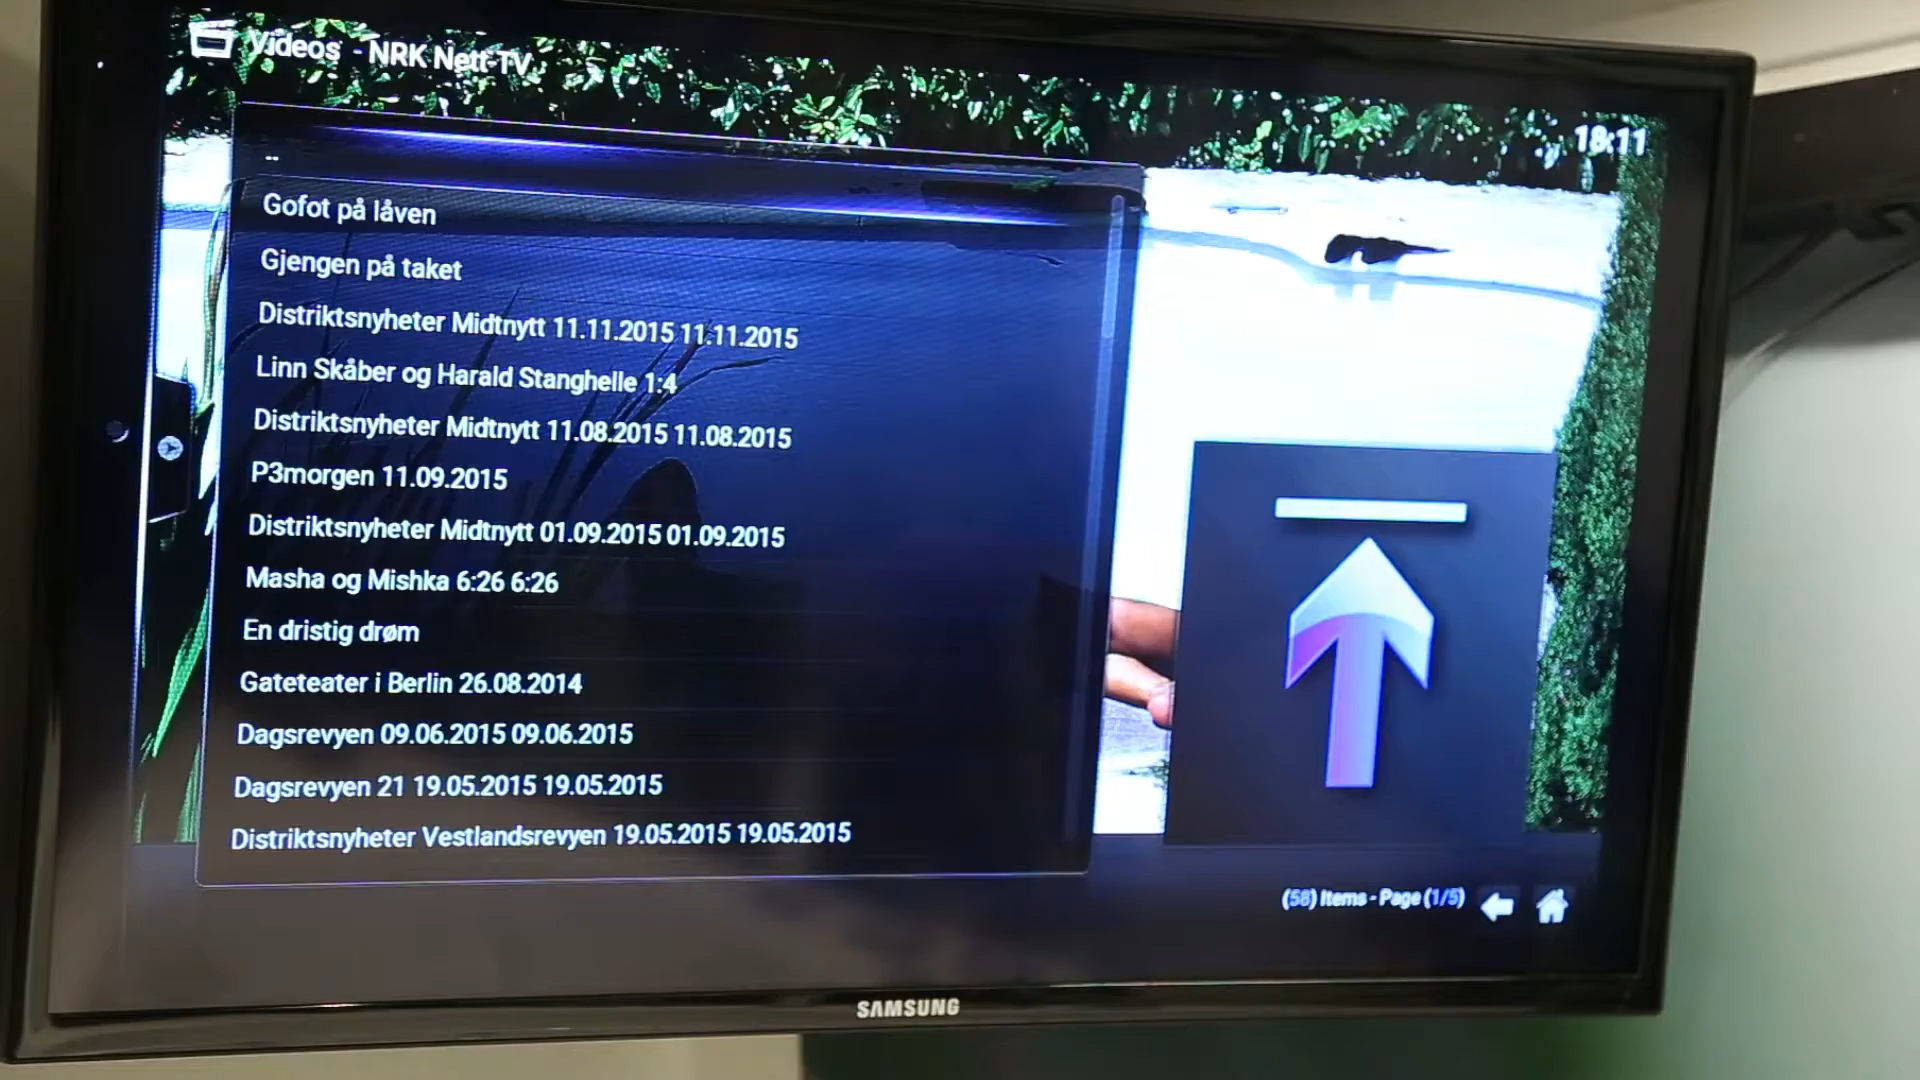 Videos - NRK Nett-TV
18:11
..
Gofot på låven
Gjengen på taket
Distriktsnyheter Midtnytt 11.11.2015 11.11.2015
Linn Skåber og Harald Stanghelle 1:4
Distriktsnyheter Midtnytt 11.08.2015 11.08.2015
P3morgen 11.09.2015
Distriktsnyheter Midtnytt 01.09.2015 01.09.2015
Masha og Mishka 6:26 6:26
En dristig drøm
Gateteater i Berlin 26.08.2014
Dagsrevyen 09.06.2015 09.06.2015
Dagsrevyen 21 19.05.2015 19.05.2015
Distriktsnyheter Vestlandsrevyen 19.05.2015 19.05.2015
(58) Items - Page (1/5)
SAMSUNG